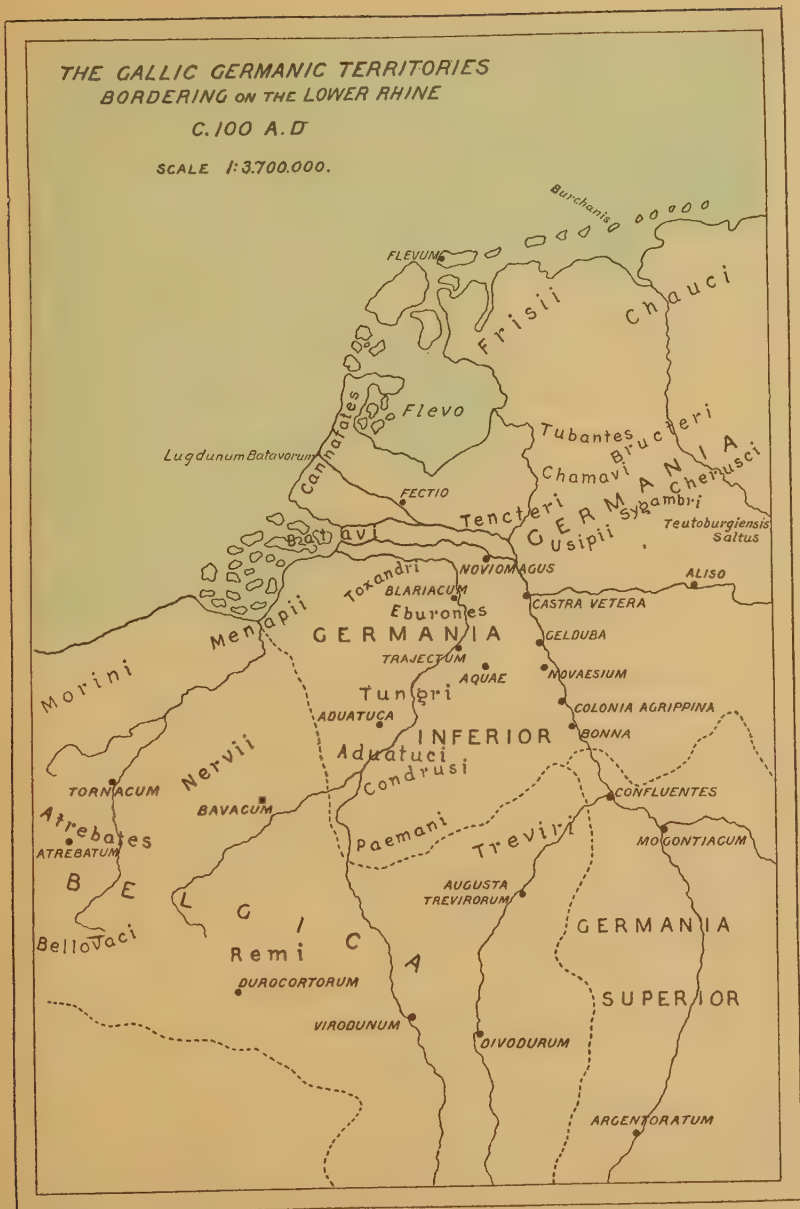 THE GALLIC GERMANIC TERRITORIES
BORDERING ON THE LOWER RHINE
C. 100 A.D
SCALE 1:3.700.000.
Burchanis
FLEVUM
Frisii
Chauci
Flevo
Canninafates
Tubantes
Bructeri
Lugdunum Batavorum
Chamavi
GERMANIA
Cherusci
FECTIO
Tencteri
Sygambri
Usipii
Teutoburgiensis
Saltus
Batavi
NOVIOMAGUS
Toxandri
BLARIACUM
ALISO
CASTRA VETERA
Menapii
Eburones
GERMANIA
GELDUBA
TRAJECTUM
AQUAE
NOVAESIUM
Morini
Tungri
COLONIA AGRIPPINA
ADUATUCA
INFERIOR
BONNA
Nervii
Aduatuci
Condrusi
TORNACUM
BAVACUM
CONFLUENTES
Atrebates
Paemani
Treviri
MOGONTIACUM
ATREBATUM
BELGICA
AUGUSTA
TREVIRORUM
Bellovaci
Remi
GERMANIA
DUROCORTORUM
SUPERIOR
VIRODUNUM
DIVODURUM
ARGENTORATUM